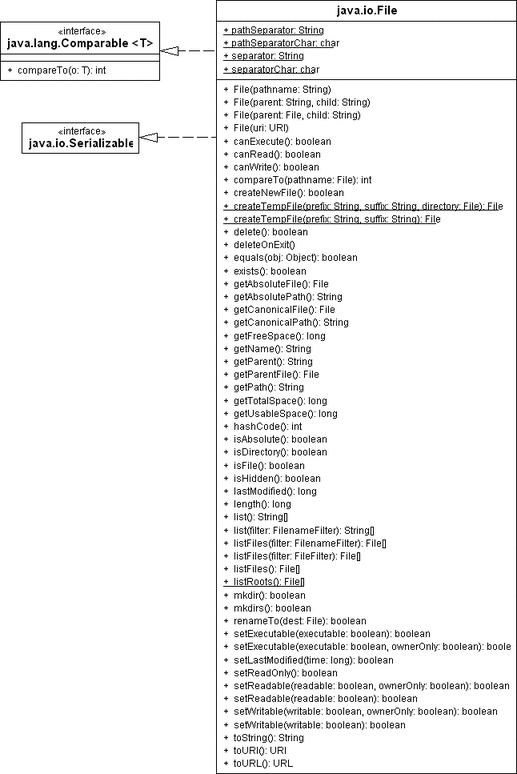 «interface»
java.lang.Comparable <T>
+ compareTo(o: T): int
«interface»
java.io.Serializable
java.io.File
+ pathSeparator: String
+ pathSeparatorChar: char
+ separator: String
+ separatorChar: char
+ File(pathname: String)
+ File(parent: String, child: String)
+ File(parent: File, child: String)
+ File(uri: URI)
+ canExecute(): boolean
+ canRead(): boolean
+ canWrite(): boolean
+ compareTo(pathname: File): int
+ createNewFile(): boolean
+ createTempFile(prefix: String, suffix: String, directory: File): File
+ createTempFile(prefix: String, suffix: String): File
+ delete(): boolean
+ deleteOnExit()
+ equals(obj: Object): boolean
+ exists(): boolean
+ getAbsoluteFile(): File
+ getAbsolutePath(): String
+ getCanonicalFile(): File
+ getCanonicalPath(): String
+ getFreeSpace(): long
+ getName(): String
+ getParent(): String
+ getParentFile(): File
+ getPath(): String
+ getTotalSpace(): long
+ getUsableSpace(): long
+ hashCode(): int
+ isAbsolute(): boolean
+ isDirectory(): boolean
+ isFile(): boolean
+ isHidden(): boolean
+ lastModified(): long
+ length(): long
+ list(): String[]
+ list(filter: FilenameFilter): String[]
+ listFiles(filter: FilenameFilter): File[]
+ listFiles(filter: FileFilter): File[]
+ listFiles(): File[]
+ listRoots(): File[]
+ mkdir(): boolean
+ mkdirs(): boolean
+ renameTo(dest: File): boolean
+ setExecutable(executable: boolean): boolean
+ setExecutable(executable: boolean, ownerOnly: boolean): boole
+ setLastModified(time: long): boolean
+ setReadOnly(): boolean
+ setReadable(readable: boolean, ownerOnly: boolean): boolean
+ setReadable(readable: boolean): boolean
+ setWritable(writable: boolean, ownerOnly: boolean): boolean
+ setWritable(writable: boolean): boolean
+ toString(): String
+ toURI(): URI
+ toURL(): URL